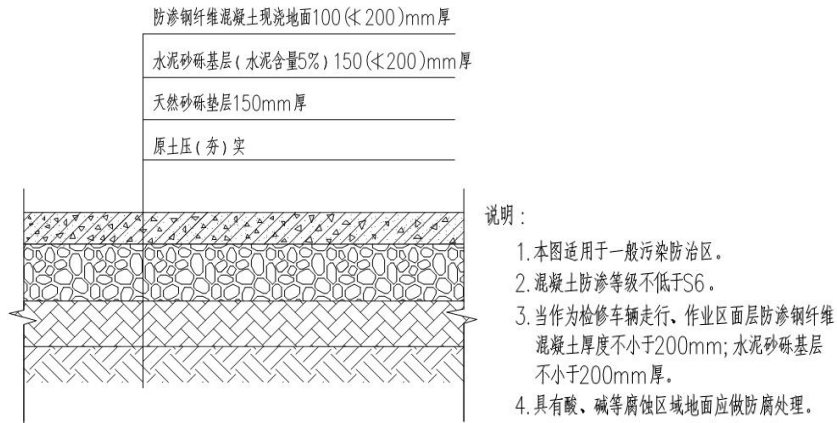 防渗钢纤维混凝土现浇地面100(≮200)mm厚
水泥砂砾基层(水泥含量5%)150(≮200)mm厚
天然砂砾垫层150mm厚
原土压(夯)实
说明:
1.本图适用于一般污染防治区。
2.混凝土防渗等级不低于S6。
3.当作为检修车辆走行、作业区面层防渗钢纤维
混凝土厚度不小于200mm;水泥砂砾基层
不小于200mm厚。
4.具有酸、碱等腐蚀区域地面应做防腐处理。